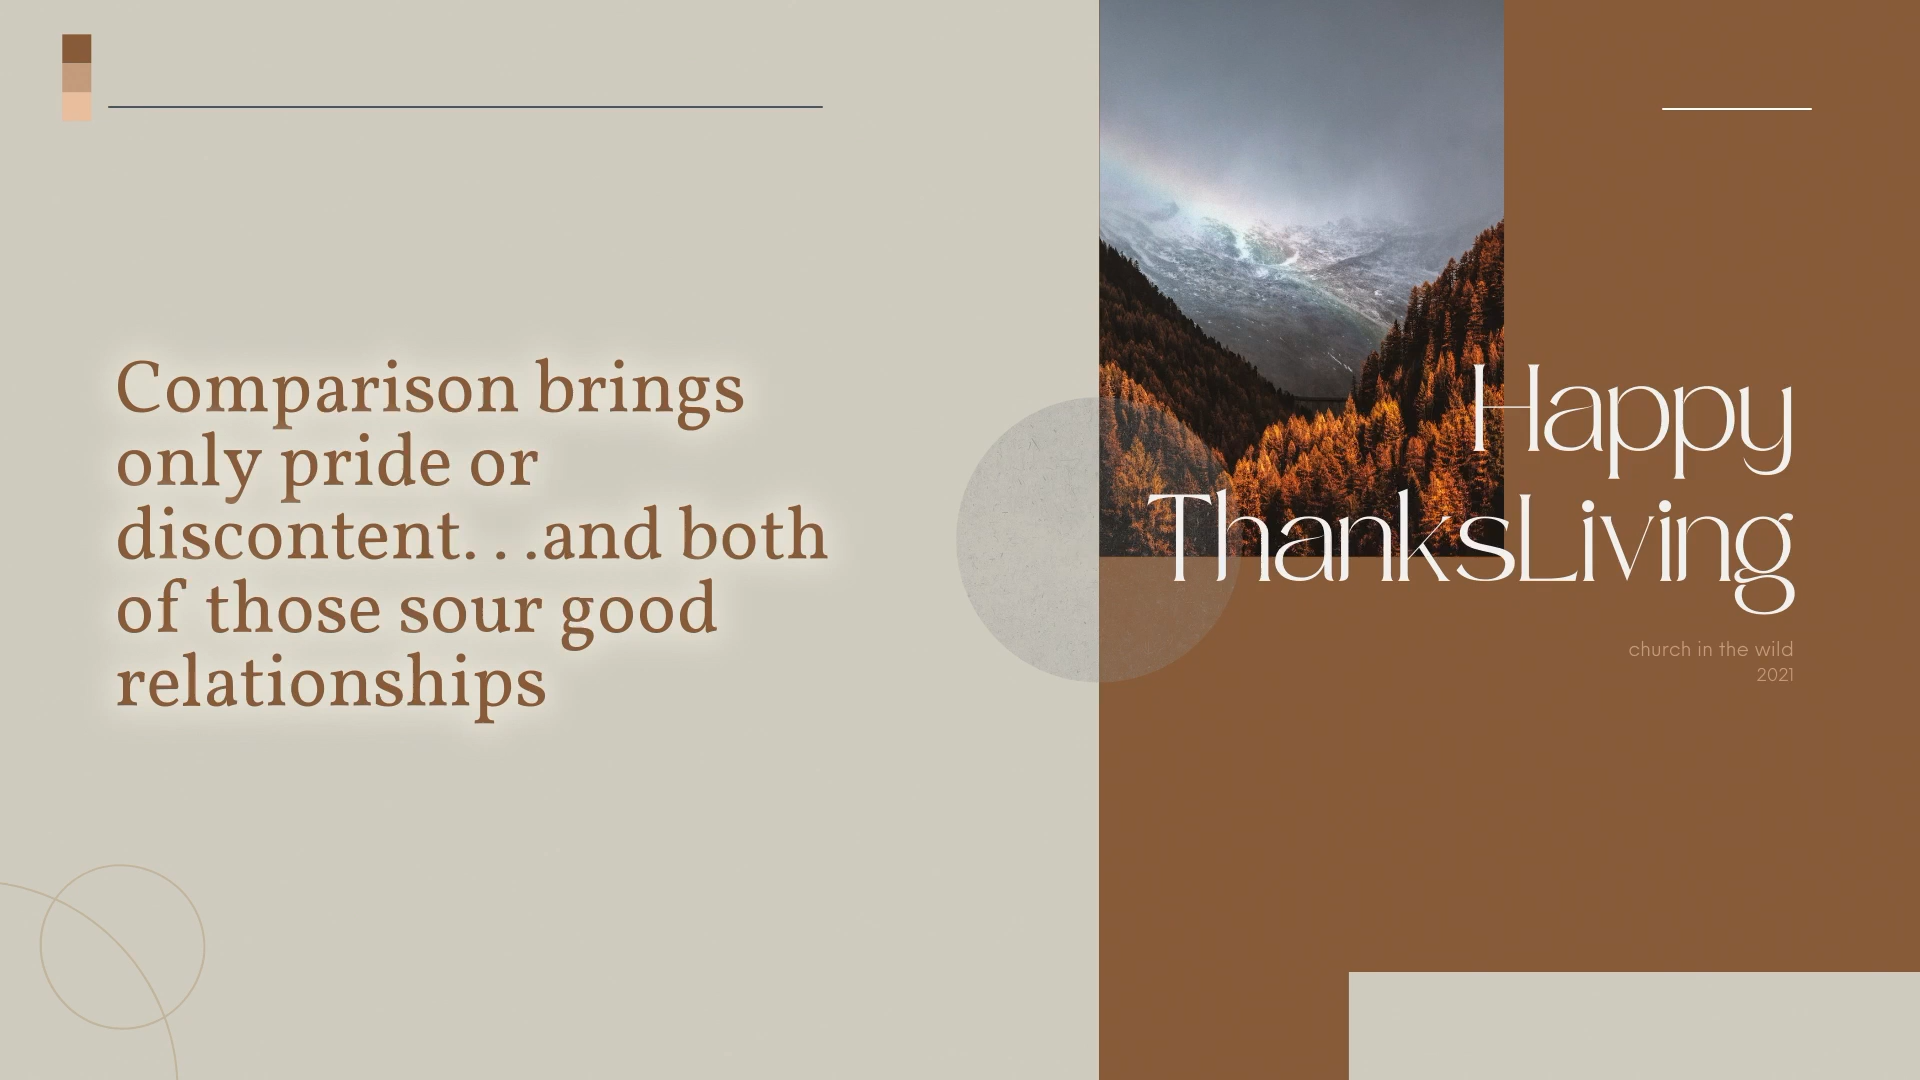 Comparison brings
only pride or
discontent. . .and both
of those sour good
relationships
Happy
ThanksLiving
church in the wild
2021